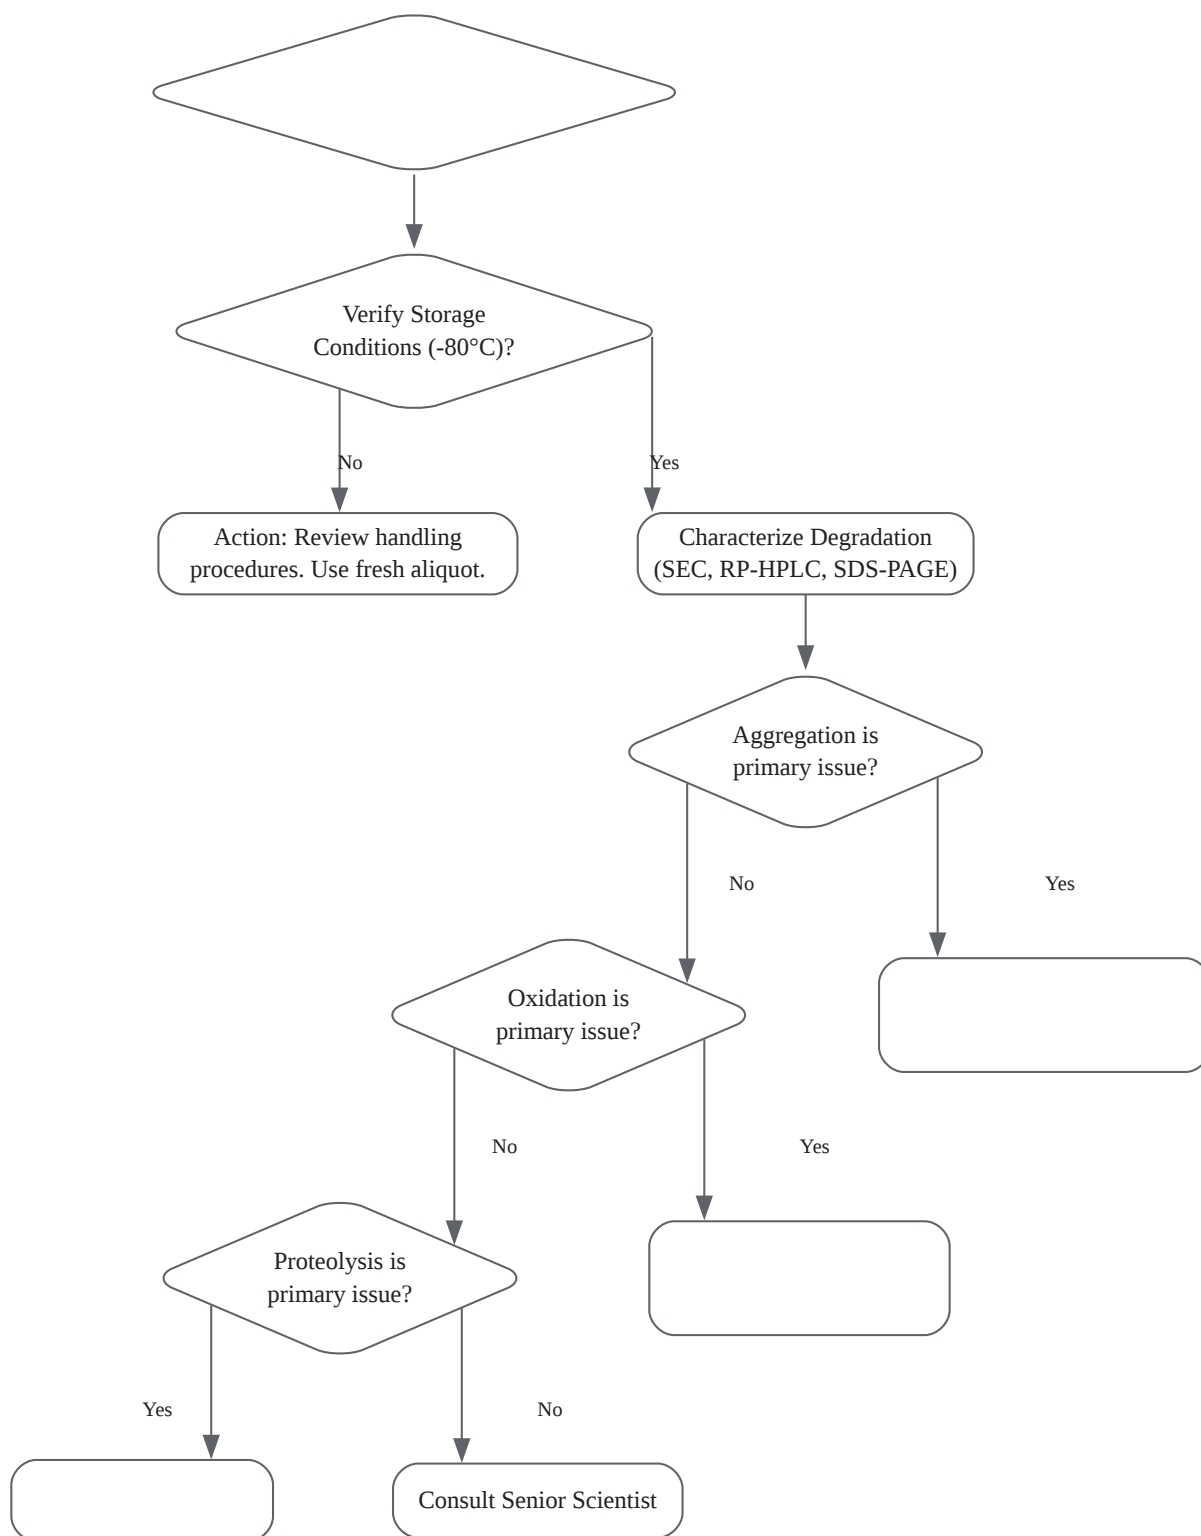 Verify Storage
Conditions (-80°C)?
No
Yes
Action: Review handling
procedures. Use fresh aliquot.
Characterize Degradation
(SEC, RP-HPLC, SDS-PAGE)
Aggregation is
primary issue?
No
Yes
Oxidation is
primary issue?
No
Yes
Proteolysis is
primary issue?
Yes
No
Consult Senior Scientist